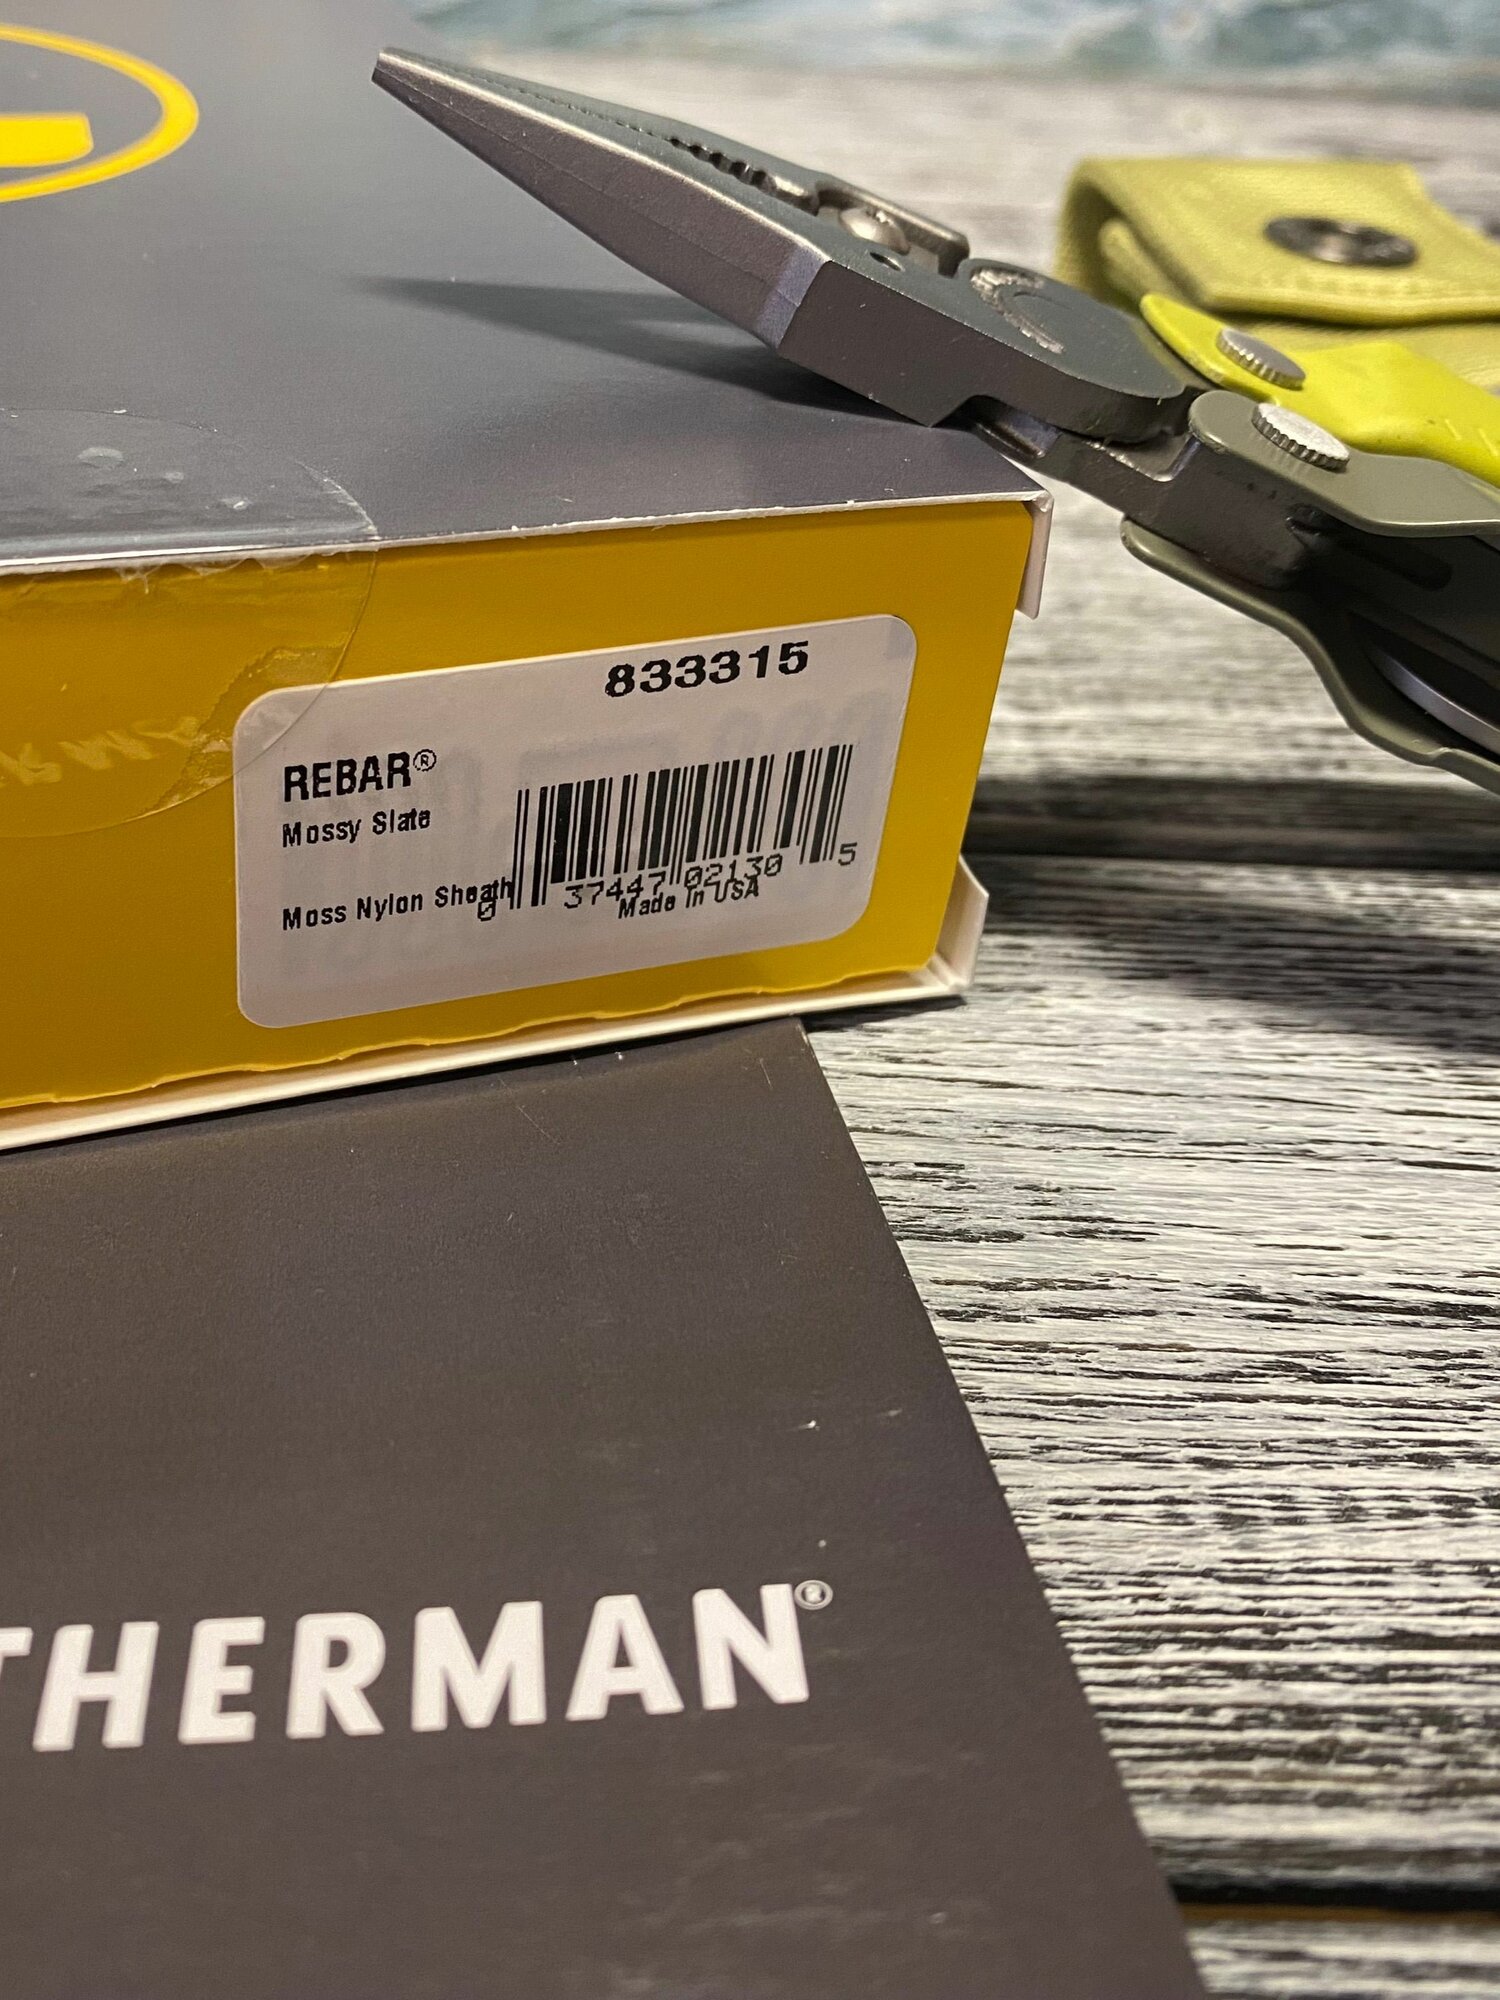 833315
REBAR®
Mossy Slate
Moss Nylon Sheath
0 37447 02130 5
Made in USA
THERMAN®